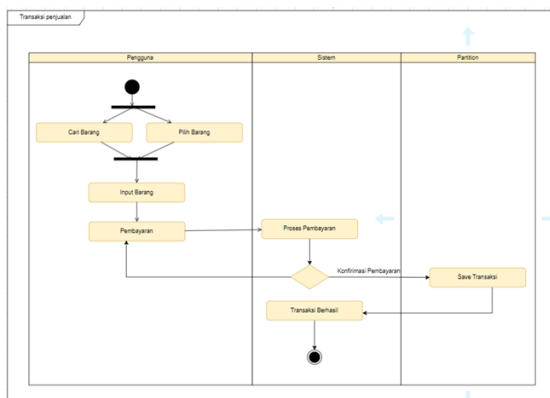 Transaksi penjualan
Pengguna
Sistem
Partition
Cari Barang
Pilih Barang
Input Barang
Pembayaran
Proses Pembayaran
Konfirmasi Pembayaran
Save Transaksi
Transaksi Berhasil